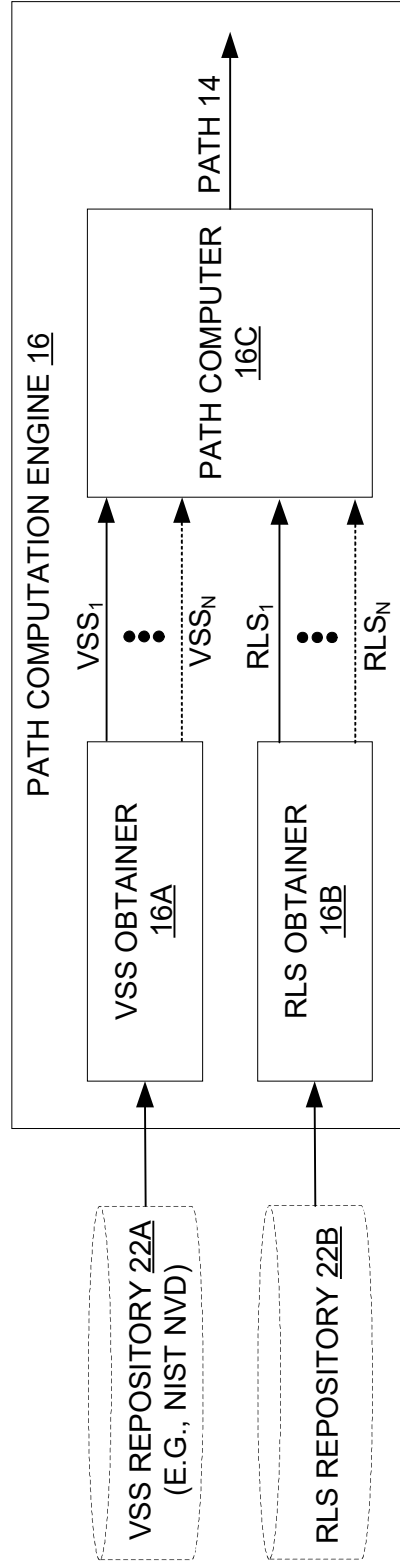 PATH COMPUTATION ENGINE 16
VSS REPOSITORY 22A
(E.G., NIST NVD)
VSS OBTAINER
16A
VSS1
VSSN
RLS REPOSITORY 22B
RLS OBTAINER
16B
RLS1
RLSN
PATH COMPUTER
16C
PATH 14